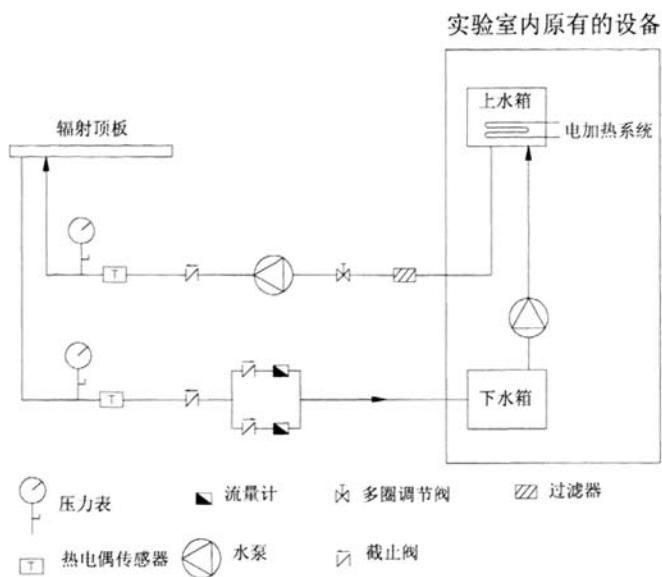 实验室内原有的设备
上水箱
电加热系统
辐射顶板
T
T
下水箱
压力表
流量计
多圈调节阀
过滤器
T
热电偶传感器
水泵
截止阀